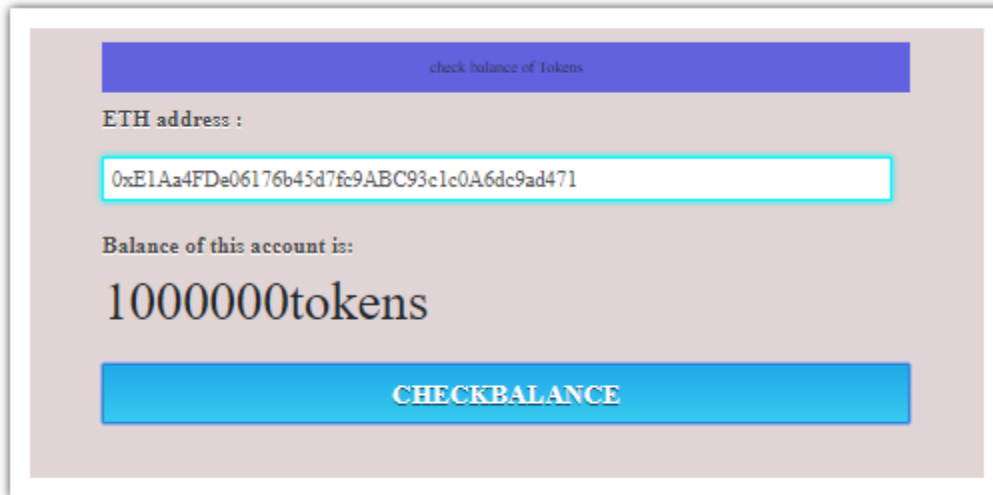 check balance of Tokens
ETH address :
0xE1Aa4FDe06176b45d7fc9ABC93c1c0A6dc9ad471
Balance of this account is:
1000000tokens
CHECKBALANCE